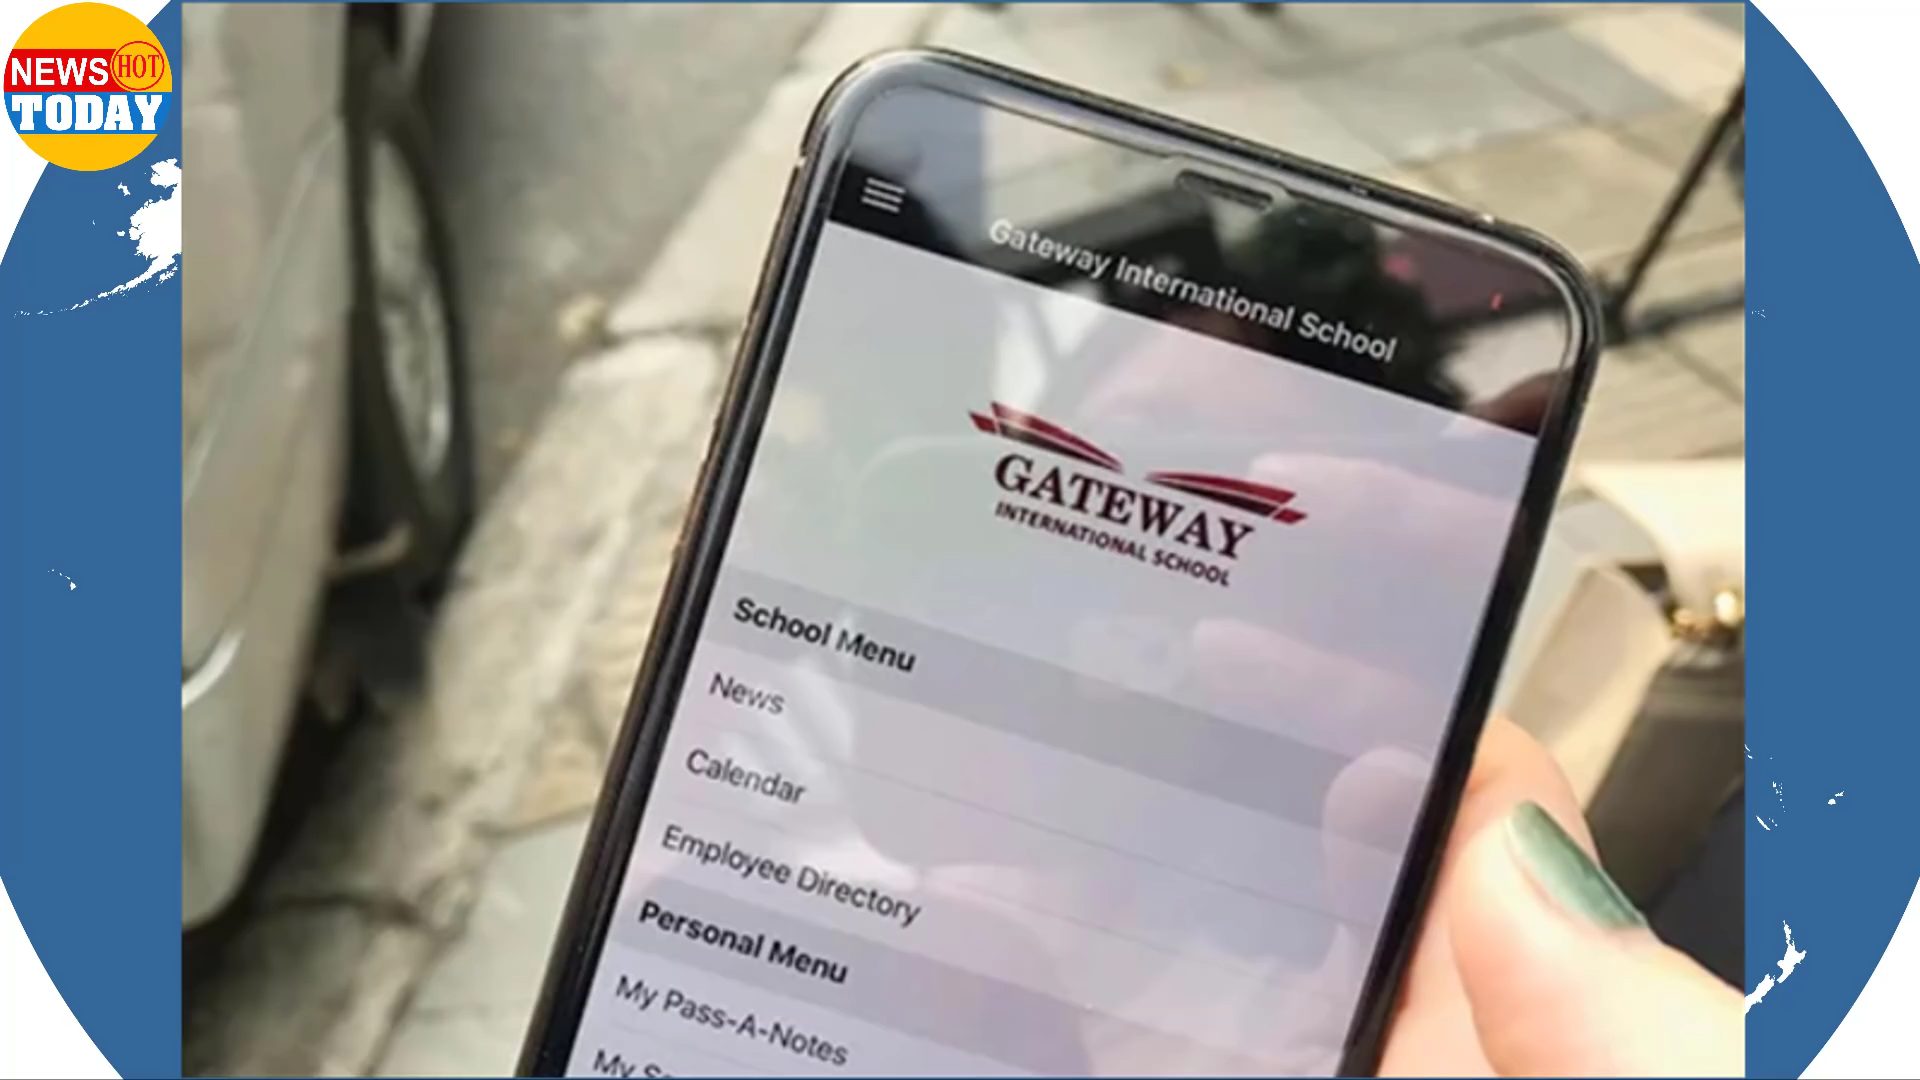 NEWS HOT
TODAY
Gateway International School
GATEWAY
INTERNATIONAL SCHOOL
School Menu
News
Calendar
Employee Directory
Personal Menu
My Pass-A-Notes
My